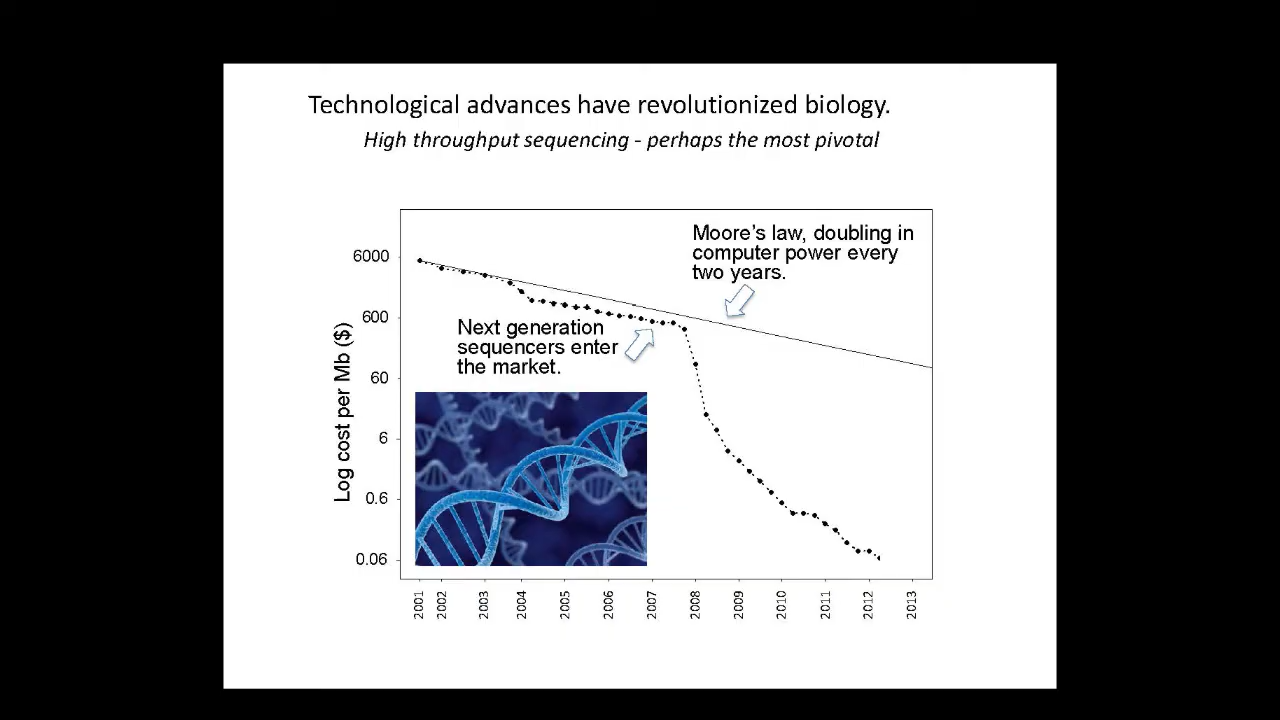 Technological advances have revolutionized biology.
High throughput sequencing - perhaps the most pivotal
Moore's law, doubling in
computer power every
two years.
Next generation
sequencers enter
the market.
Log cost per Mb ($)
6000
600
60
6
0.6
0.06
2001
2002
2003
2004
2005
2006
2007
2008
2009
2010
2011
2012
2013